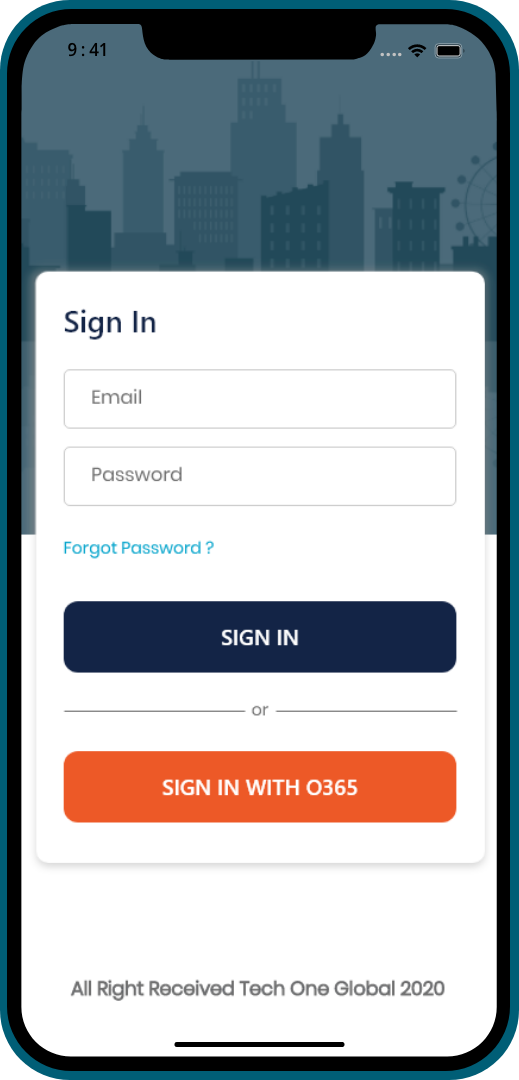 9:41
Sign In
Email
Password
Forgot Password ?
SIGN IN
or
SIGN IN WITH O365
All Right Received Tech One Global 2020